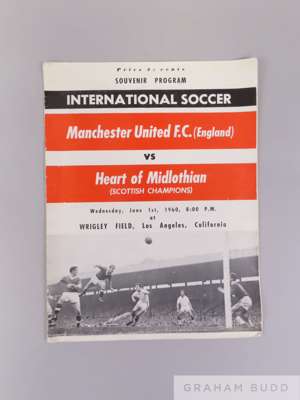 SOUVENIR PROGRAM
INTERNATIONAL SOCCER
Manchester United F.C. (England)
VS
Heart of Midlothian
(SCOTTISH CHAMPIONS)
Wednesday, June 1st, 1960, 8:00 P.M.
at
WRIGLEY FIELD, Los Angeles, California
GRAHAM BUDD